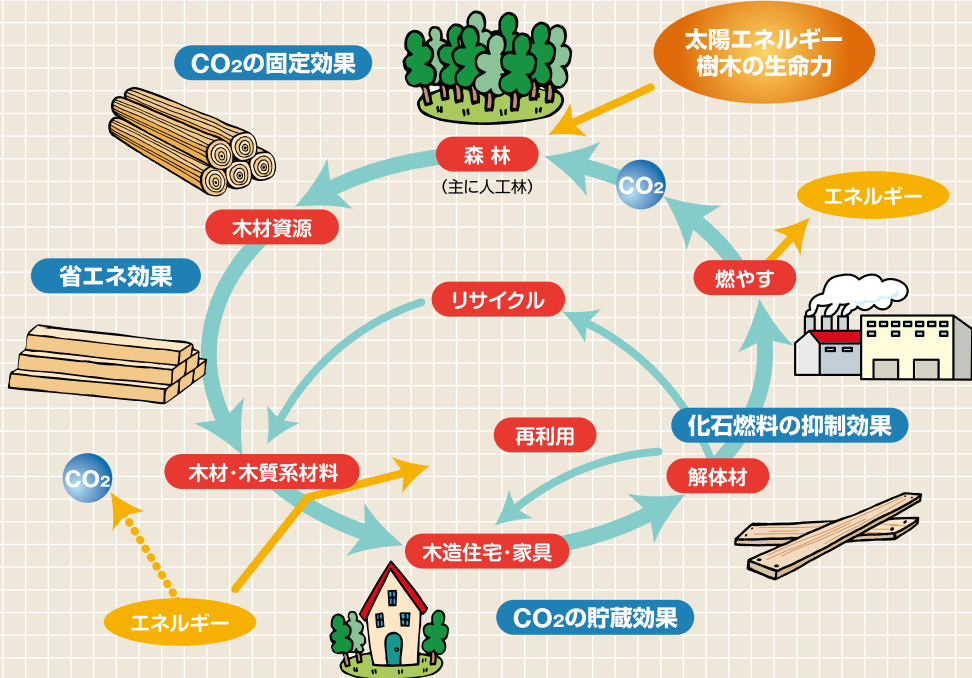 太陽エネルギー
樹木の生命力
CO2の固定効果
森林
（主に人工林）
CO2
エネルギー
木材資源
省エネ効果
燃やす
リサイクル
化石燃料の抑制効果
再利用
木材・木質系材料
解体材
CO2
木造住宅・家具
エネルギー
CO2の貯蔵効果